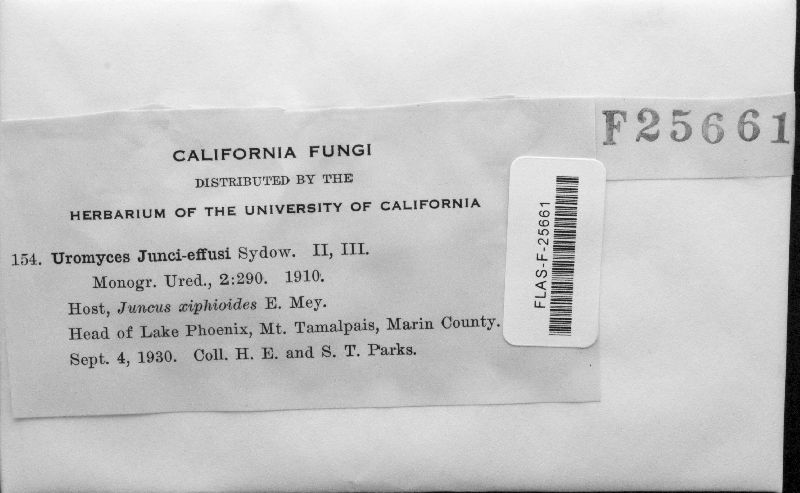 F25661
CALIFORNIA FUNGI
DISTRIBUTED BY THE
HERBARIUM OF THE UNIVERSITY OF CALIFORNIA
154. Uromyces Junci-effusi Sydow. II, III.
Monogr. Ured., 2:290. 1910.
Host, Juncus xiphioides E. Mey.
Head of Lake Phoenix, Mt. Tamalpais, Marin County.
Sept. 4, 1930. Coll. H. E. and S. T. Parks.
FLAS-F-25661